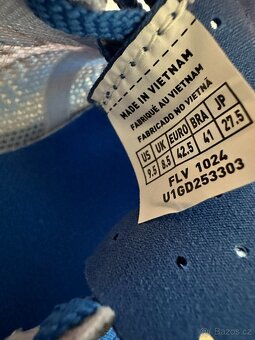 MADE IN VIETNAM
FABRIQUÉ AU VIETNAM
FABRICADO NO VIETNÃ
US UK EURO BRA JP
9.5 8.5 42.5 41 27.5
FLV 1024
U1GD253303
Bazoš.cz